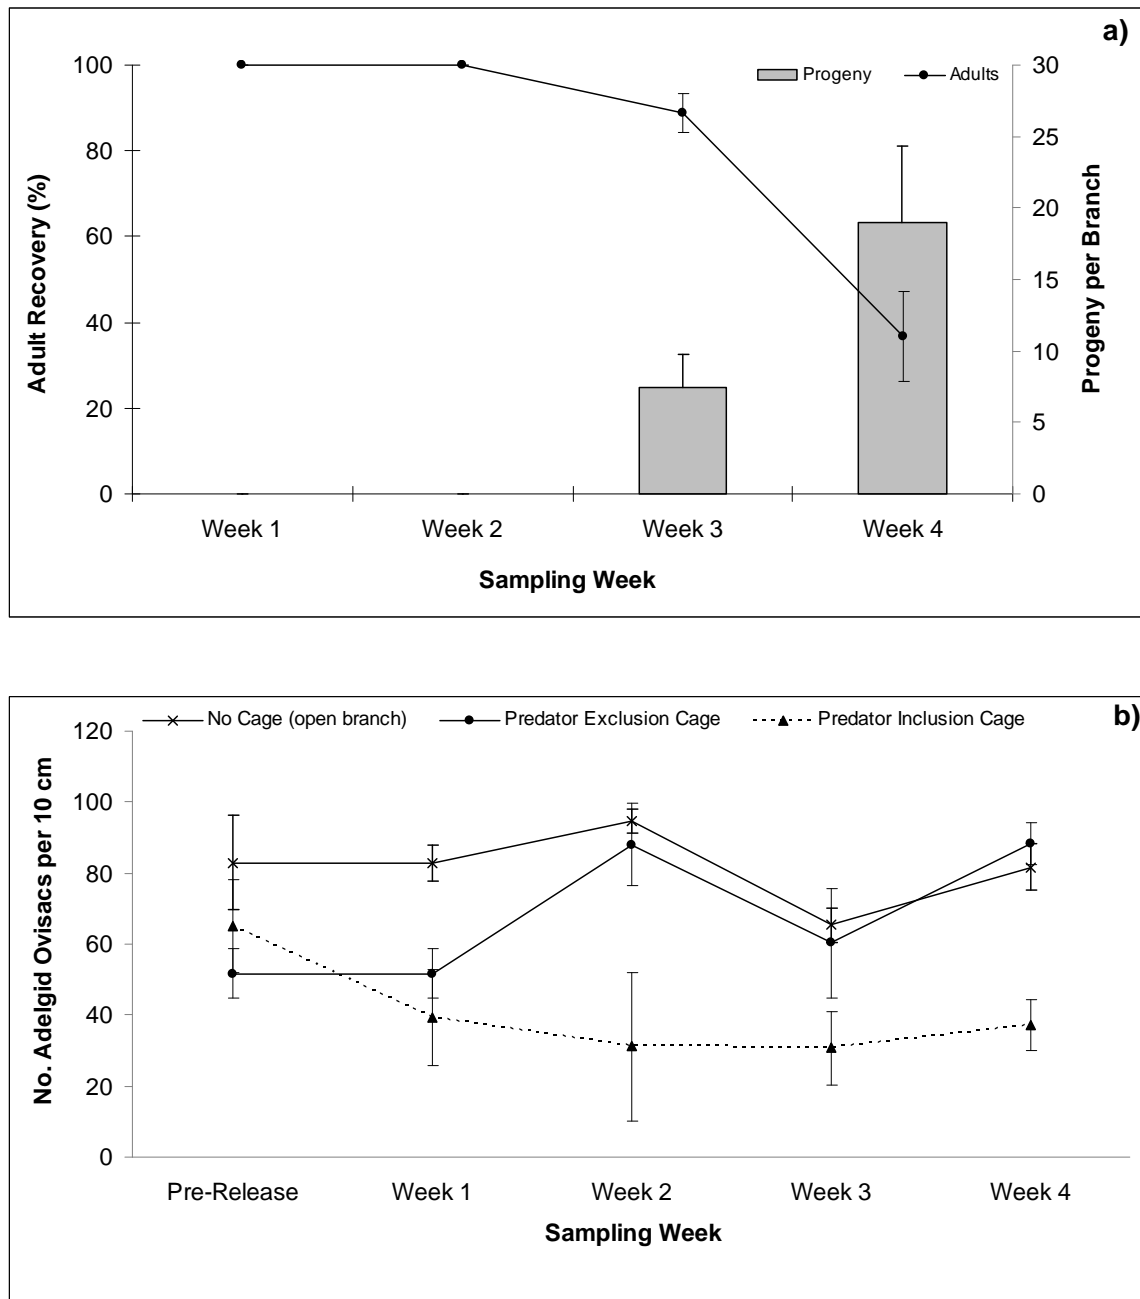 a)
Progeny Adults
Adult Recovery (%)
100
80
60
40
20
0
30
25
20
15
10
5
0
Progeny per Branch
Week 1 Week 2 Week 3 Week 4
Sampling Week
b)
No Cage (open branch) Predator Exclusion Cage Predator Inclusion Cage
No. Adelgid Ovisacs per 10 cm
120
100
80
60
40
20
0
Pre-Release Week 1 Week 2 Week 3 Week 4
Sampling Week